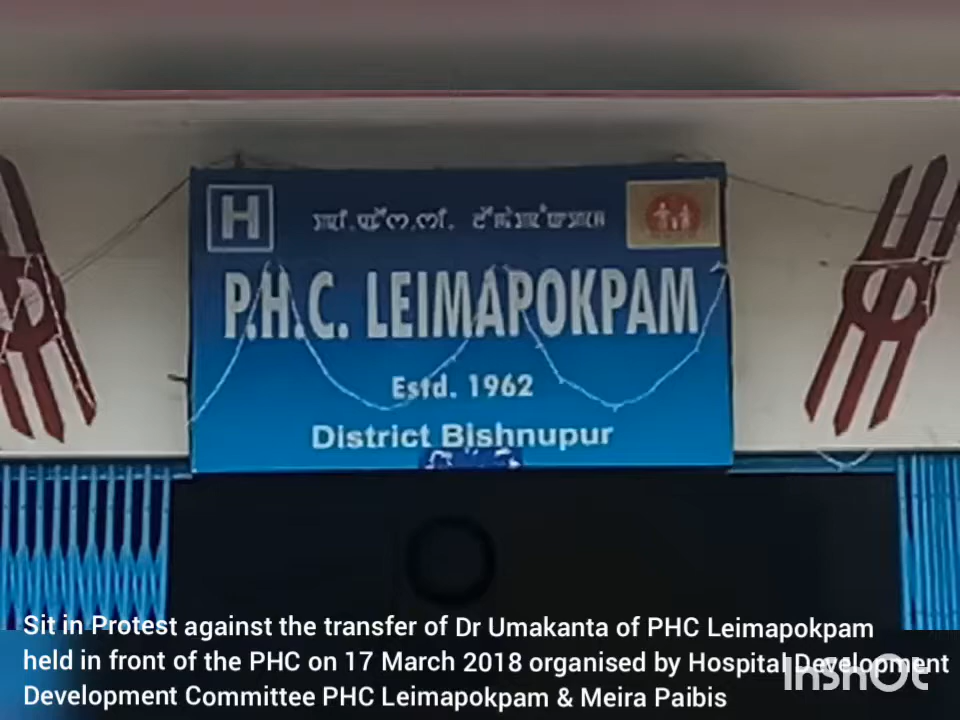 H
P.H.C. LEIMAPOKPAM
Estd. 1962
District Bishnupur
Sit in Protest against the transfer of Dr Umakanta of PHC Leimapokpam
held in front of the PHC on 17 March 2018 organised by Hospital Development
Development Committee PHC Leimapokpam & Meira Paibis
InShOt